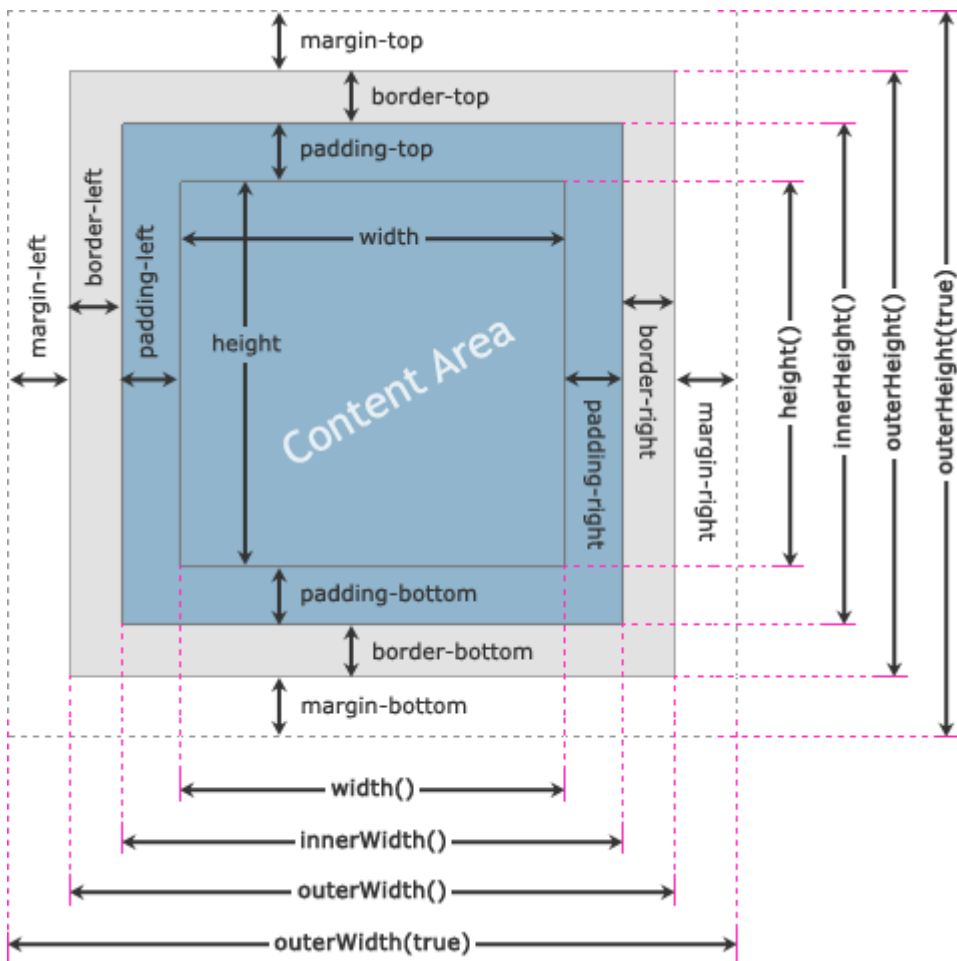 margin-top
border-top
padding-top
width
height
Content Area
margin-left
border-left
padding-left
padding-right
border-right
margin-right
height()
innerHeight()
outerHeight()
outerHeight(true)
padding-bottom
border-bottom
margin-bottom
width()
innerWidth()
outerWidth()
outerWidth(true)